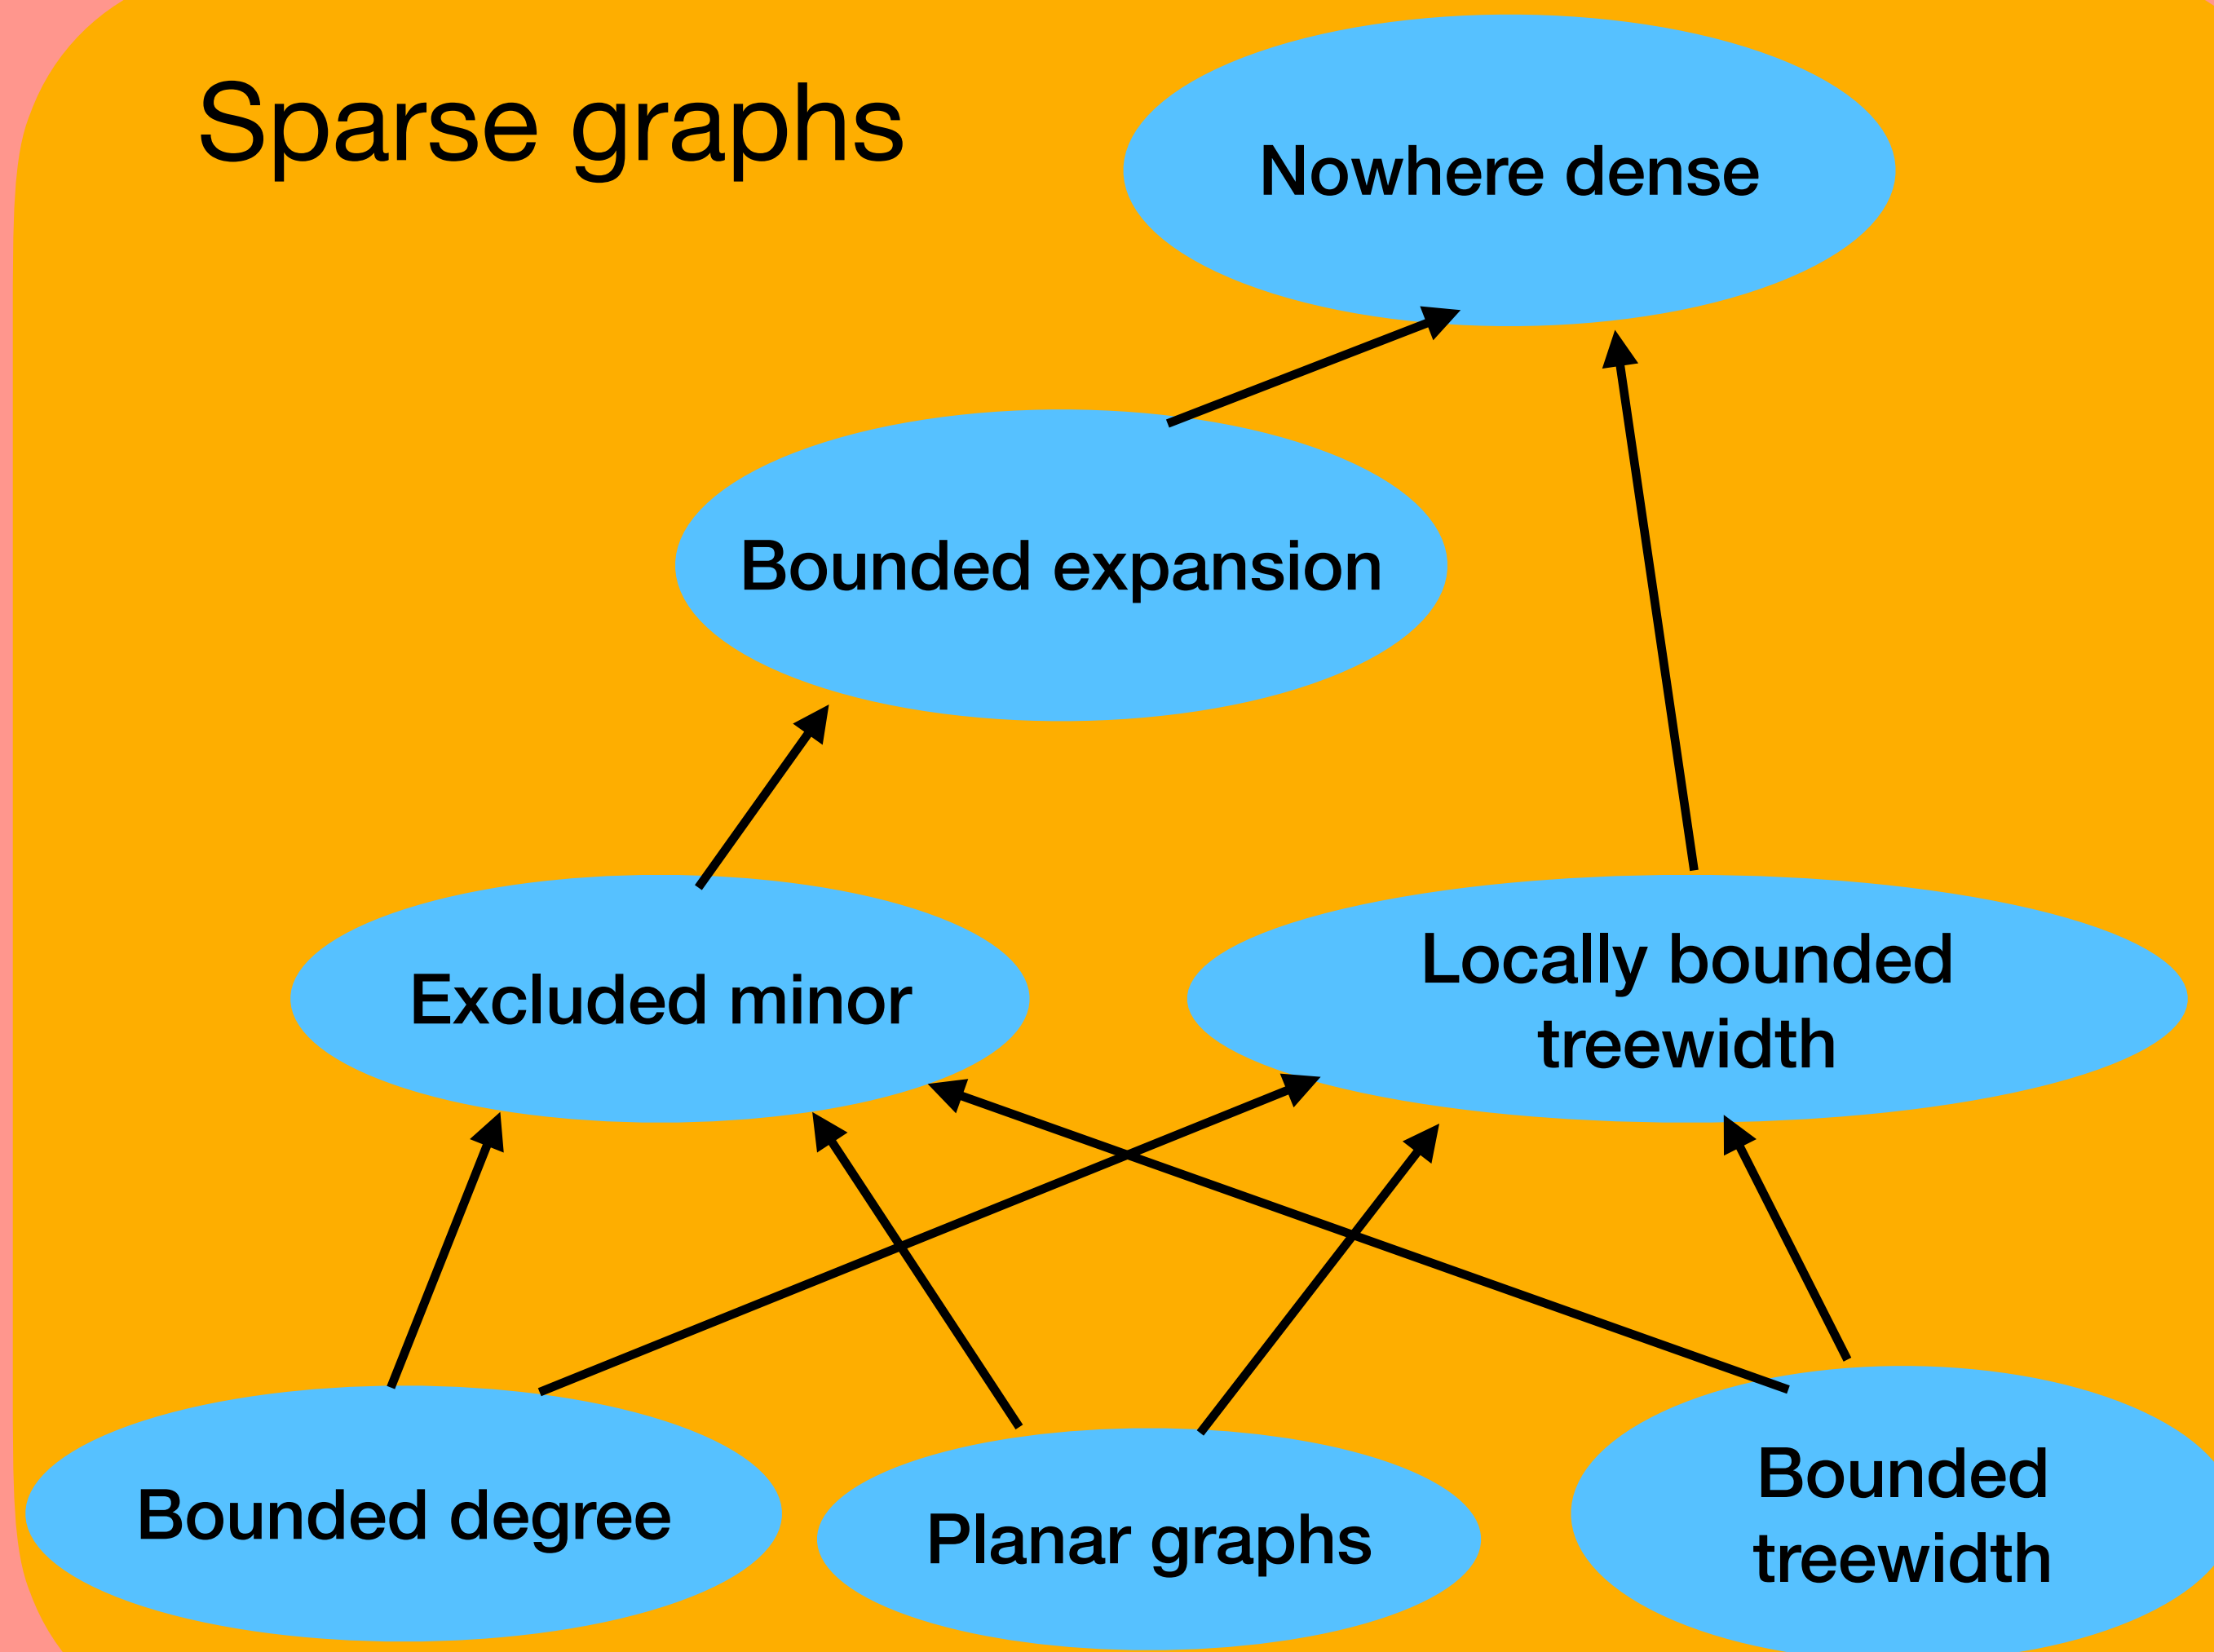 Sparse graphs
Nowhere dense
Bounded expansion
Excluded minor
Locally bounded
treewidth
Bounded degree
Planar graphs
Bounded
treewidth